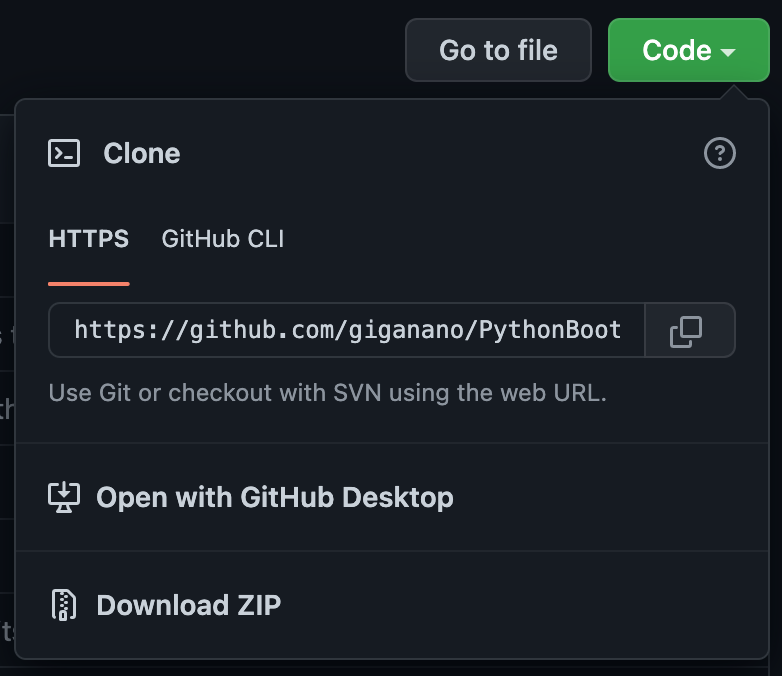 Go to file
Code
Clone
HTTPS
GitHub CLI
https://github.com/giganano/PythonBoot
Use Git or checkout with SVN using the web URL.
Open with GitHub Desktop
Download ZIP